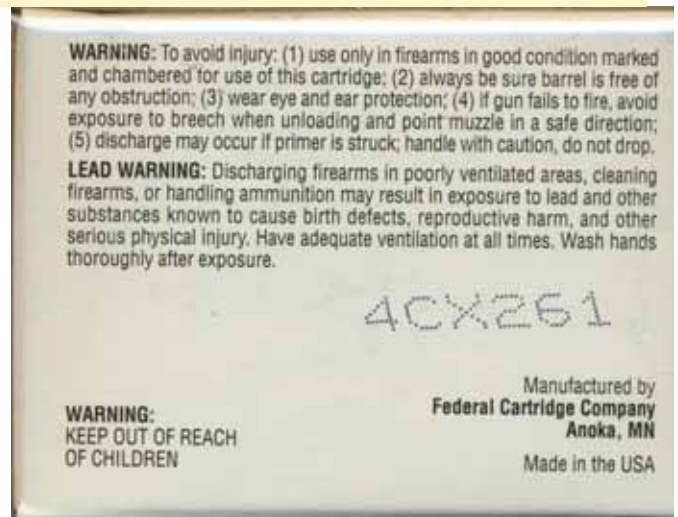 WARNING: To avoid injury: (1) use only in firearms in good condition marked
and chambered for use of this cartridge; (2) always be sure barrel is free of
any obstruction; (3) wear eye and ear protection; (4) if gun fails to fire, avoid
exposure to breech when unloading and point muzzle in a safe direction;
(5) discharge may occur if primer is struck; handle with caution, do not drop.
LEAD WARNING: Discharging firearms in poorly ventilated areas, cleaning
firearms, or handling ammunition may result in exposure to lead and other
substances known to cause birth defects, reproductive harm, and other
serious physical injury. Have adequate ventilation at all times. Wash hands
thoroughly after exposure.
4CX261
WARNING:
KEEP OUT OF REACH
OF CHILDREN
Manufactured by
Federal Cartridge Company
Anoka, MN
Made in the USA